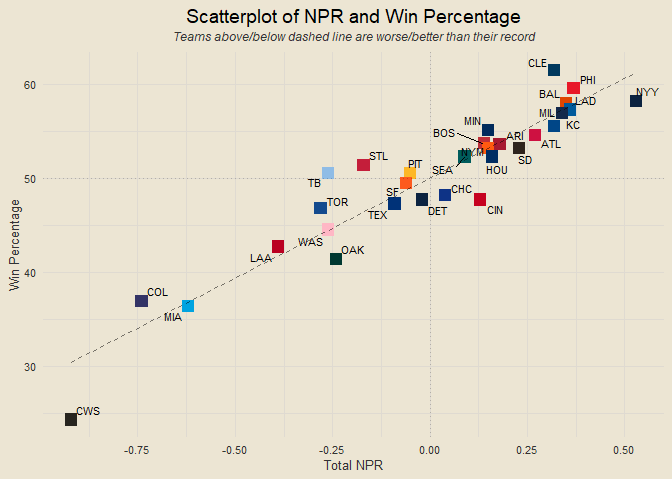 Scatterplot of NPR and Win Percentage
Teams above/below dashed line are worse/better than their record
CLE
PHI
BAL
LAD
NYY
MIL
MIN
KC
BOS
ARI
ATL
NYM
SEA
SD
HOU
STL
PIT
TB
SF
CHC
TOR
TEX
DET
CIN
WAS
OAK
LAA
COL
MIA
CWS
60
50
40
30
Win Percentage
-0.75
-0.50
-0.25
0.00
0.25
0.50
Total NPR